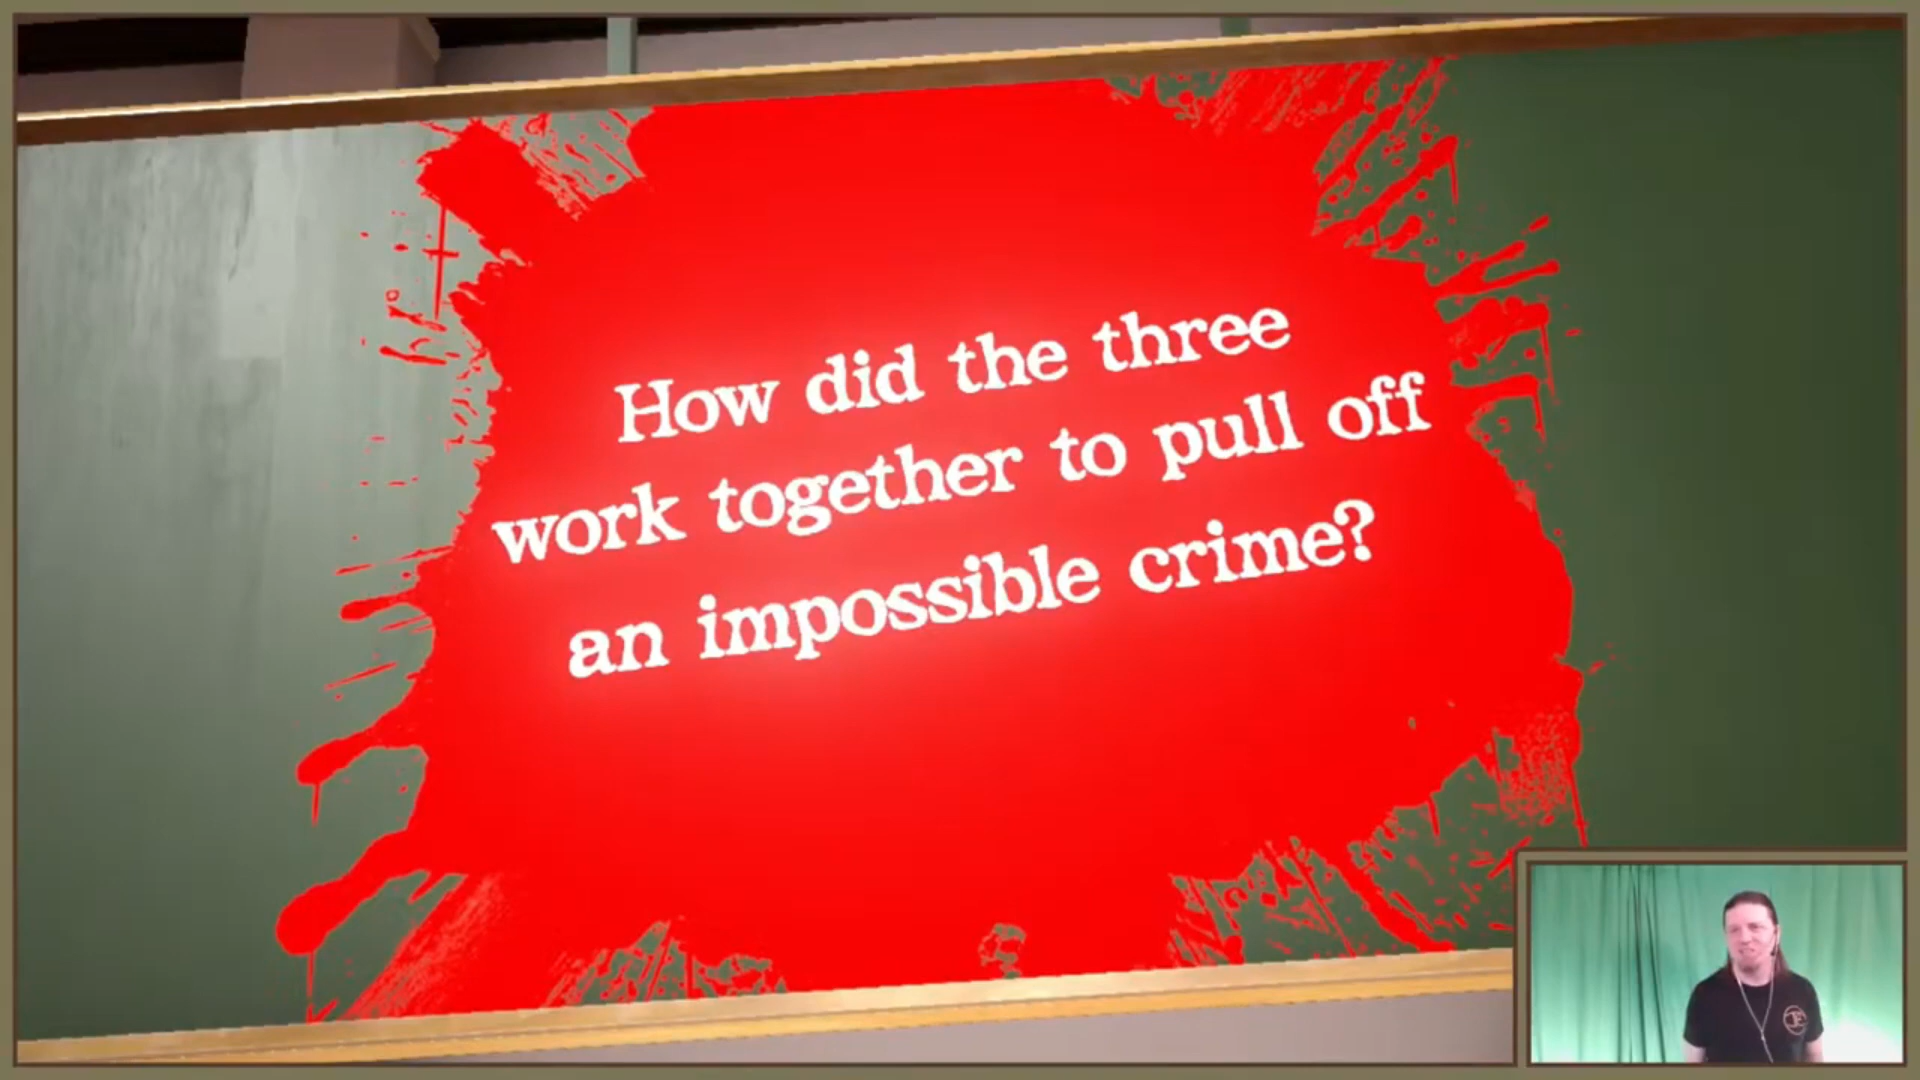 How did the three
work together to pull off
an impossible crime?